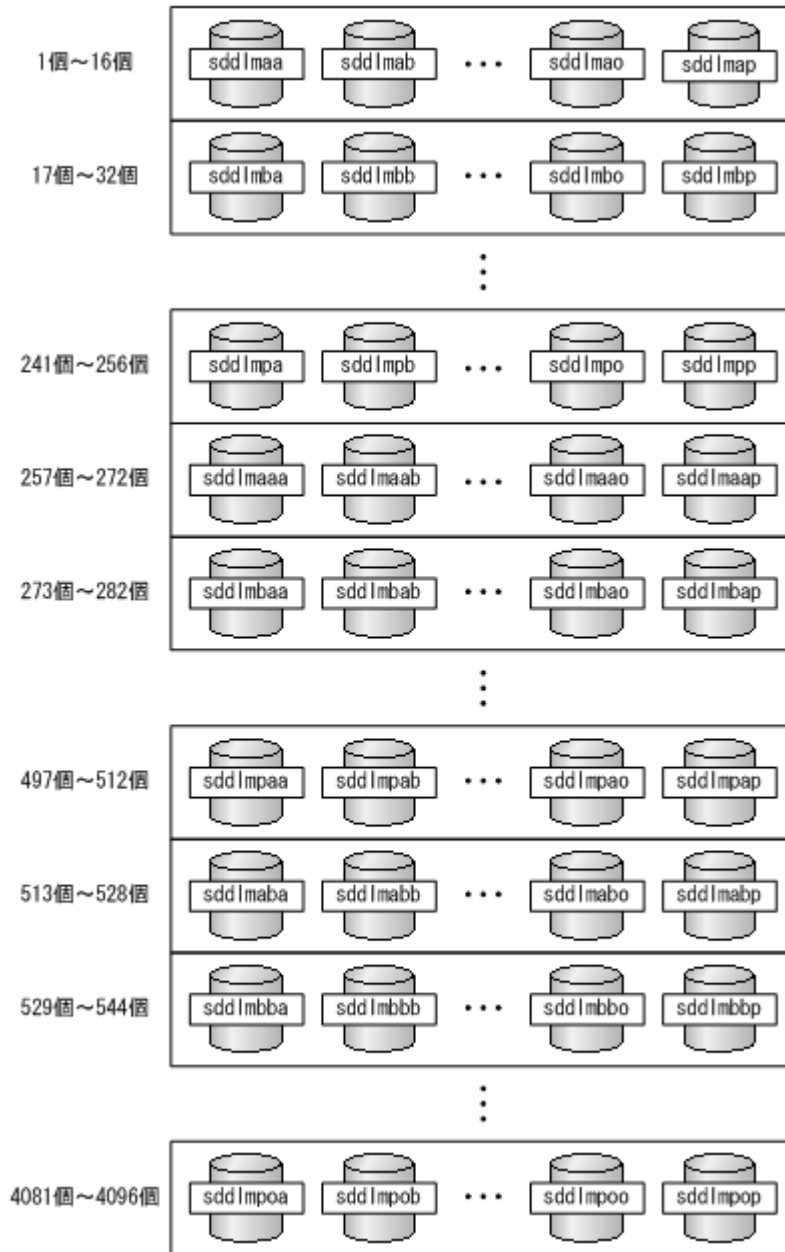 1個～16個 sddlmaa sddlmab ・・・ sddlmao sddlmap
17個～32個 sddlmba sddlmbb ・・・ sddlmbo sddlmbp
241個～256個 sddlmpa sddlmpb ・・・ sddlmpo sddlmpp
257個～272個 sddlmaaa sddlmaab ・・・ sddlmaao sddlmaap
273個～282個 sddlmbaa sddlmbab ・・・ sddlmbao sddlmbap
497個～512個 sddlmpaa sddlmpab ・・・ sddlmpao sddlmpap
513個～528個 sddlmaba sddlmabb ・・・ sddlmabo sddlmabp
529個～544個 sddlmbba sddlmbbb ・・・ sddlmbbo sddlmbbp
4081個～4096個 sddlmpoa sddlmpob ・・・ sddlmpoo sddlmpop